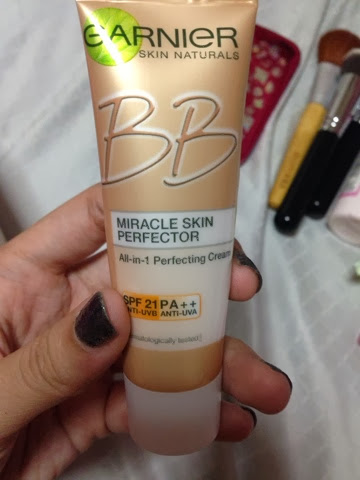 GARNIER
SKIN NATURALS
BB
MIRACLE SKIN
PERFECTOR
All-in-1 Perfecting Cream
SPF 21 PA++
ANTI-UVB ANTI-UVA
tested